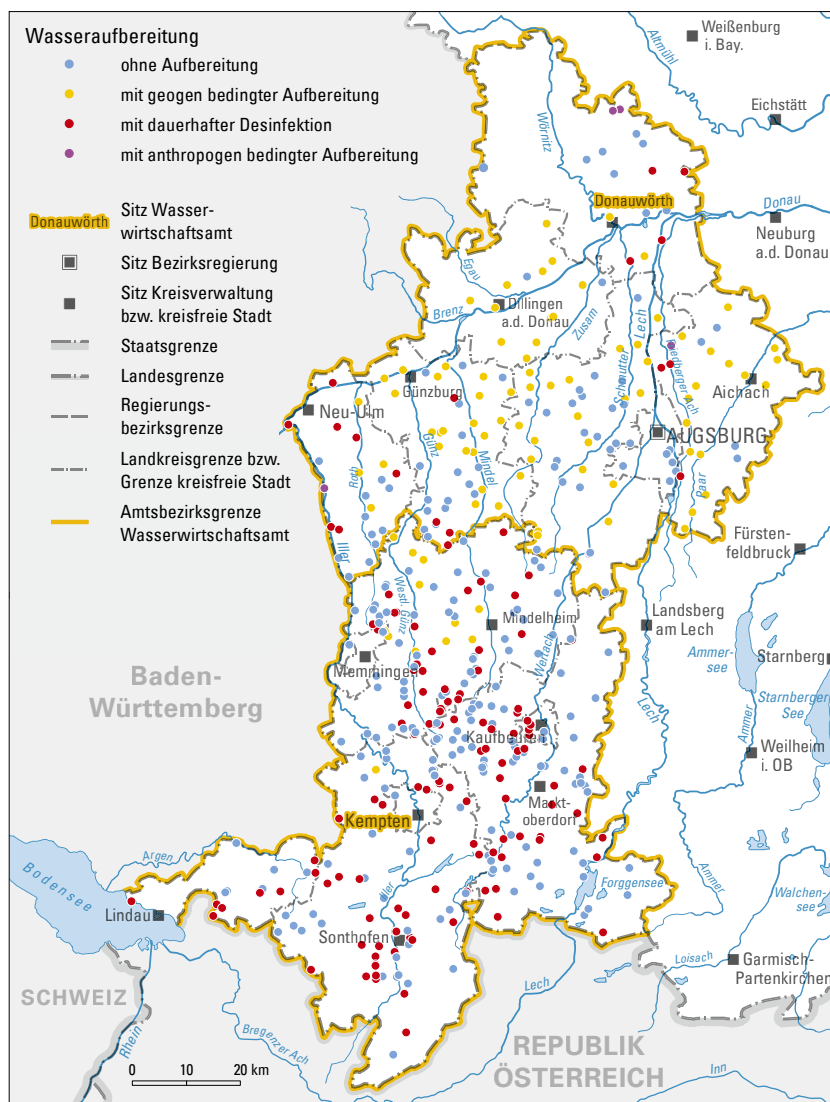 Wasseraufbereitung
ohne Aufbereitung
mit geogen bedingter Aufbereitung
mit dauerhafter Desinfektion
mit anthropogen bedingter Aufbereitung
Donauwörth
Sitz Wasser-
wirtschaftsamt
Sitz Bezirksregierung
Sitz Kreisverwaltung
bzw. kreisfreie Stadt
Staatsgrenze
Landesgrenze
Regierungs-
bezirksgrenze
Landkreisgrenze bzw.
Grenze kreisfreie Stadt
Amtsbezirksgrenze
Wasserwirtschaftsamt
Weißenburg
i. Bay.
Altmühl
Eichstätt
Wörnitz
Donauwörth
Donau
Neuburg
a.d. Donau
Egau
Brenz
Dillingen
a.d. Donau
Zusam
Lech
Schmutter
Friedberger Ach
Aichach
Günzburg
Neu-Ulm
AUGSBURG
Roth
Günz
Mindel
Paar
Iller
Fürsten-
feldbruck
Westl. Günz
Mindelheim
Wertach
Landsberg
am Lech
Ammer-
see
Starnberg
Starnberger
See
Memmingen
Baden-
Württemberg
Lech
Ammer
Kaufbeuren
Weilheim
i. OB
Markt-
oberdorf
Kempten
Argen
Bodensee
Lindau
Iller
Forggensee
Ammer
Walchen-
see
Sonthofen
Loisach
Garmisch-
Partenkirchen
SCHWEIZ
Lech
Rhein
Bregenzer Ach
REPUBLIK
ÖSTERREICH
Inn
0 10 20 km